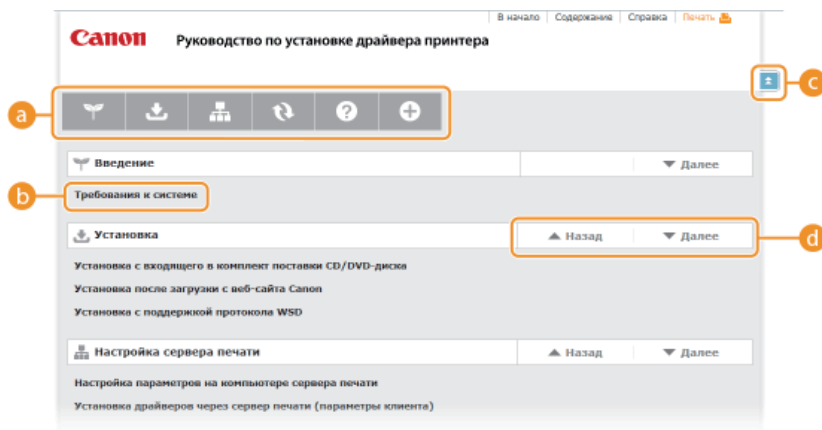 В начало Содержание Справка Печать
Canon Руководство по установке драйвера принтера
c
a
Введение Далее
b
Требования к системе
Установка Назад Далее
d
Установка с входящего в комплект поставки CD/DVD-диска
Установка после загрузки с веб-сайта Canon
Установка с поддержкой протокола WSD
Настройка сервера печати Назад Далее
Настройка параметров на компьютере сервера печати
Установка драйверов через сервер печати (параметры клиента)